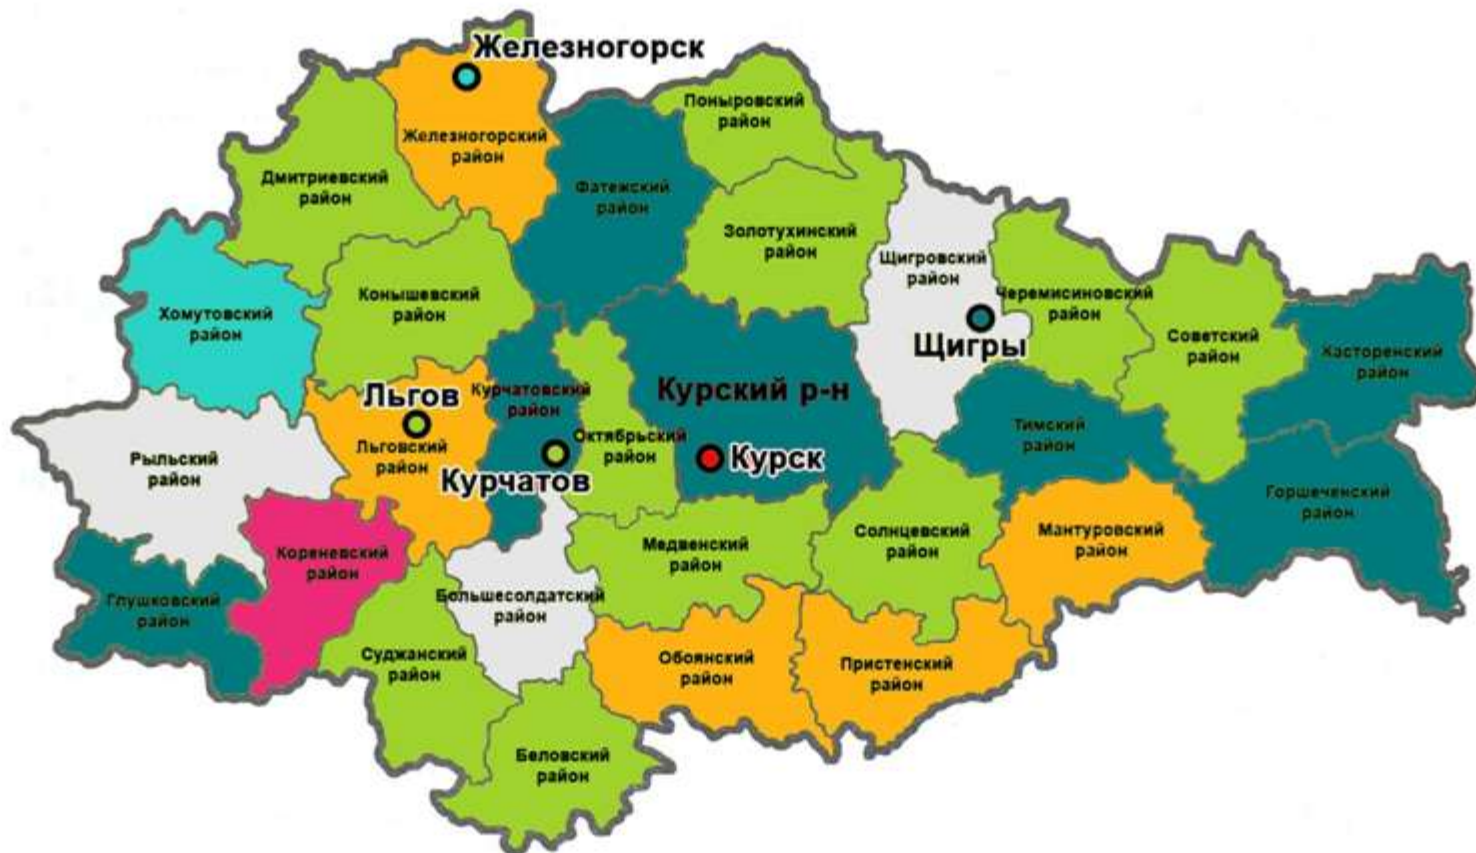 Железногорск
Поныровский
район
Железногорский
район
Дмитриевский
район
Фатежский
район
Золотухинский
район
Щигровский
район
Конышевский
район
Черемисиновский
район
Хомутовский
район
Щигры
Советский
район
Касторенский
район
Льгов
Курчатовский
район
Курский р-н
Тимский
район
Октябрьский
район
Льговский
район
Рыльский
район
Курчатов
Курск
Горшеченский
район
Мантуровский
район
Солнцевский
район
Медвенский
район
Кореневский
район
Большесолдатский
район
Глушковский
район
Суджанский
район
Обоянский
район
Пристенский
район
Беловский
район